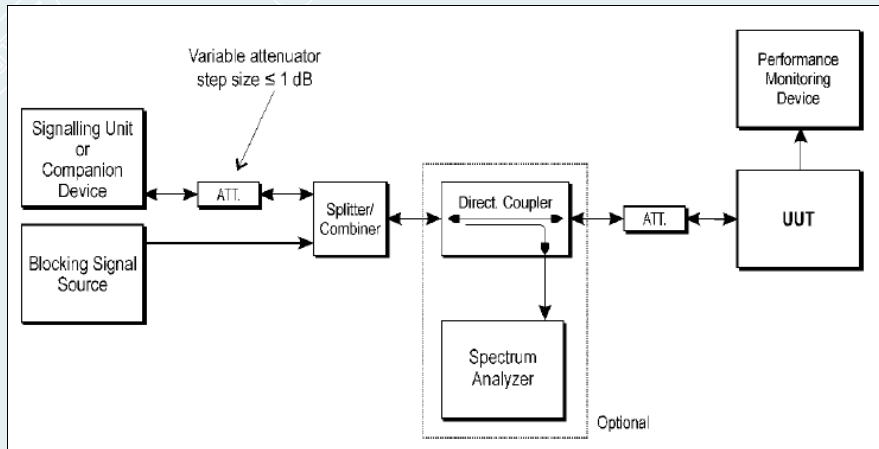 Variable attenuator
step size ≤ 1 dB
Performance
Monitoring
Device
Signalling Unit
or
Companion
Device
ATT.
Splitter/
Combiner
Direct. Coupler
ATT.
UUT
Blocking Signal
Source
Spectrum
Analyzer
Optional